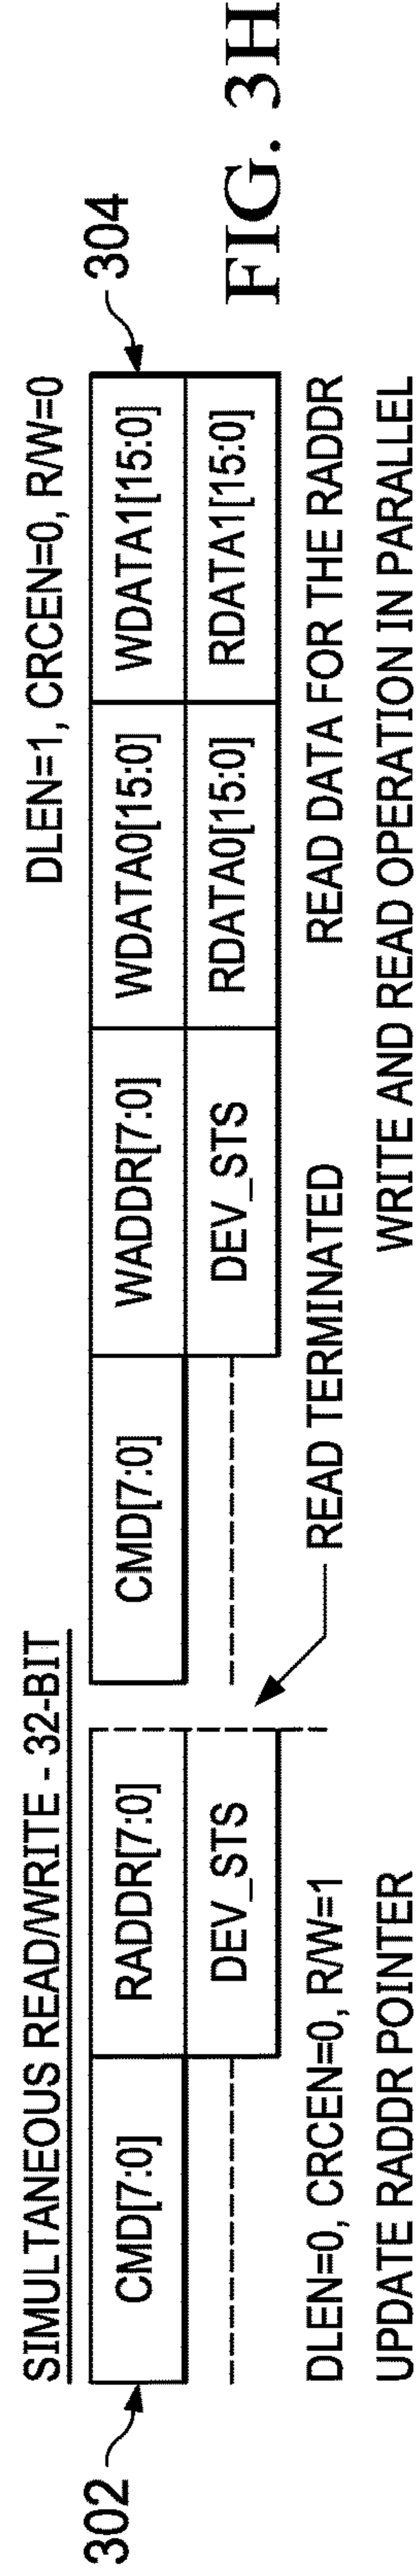 SIMULTANEOUS READ/WRITE - 32-BIT
DLEN=1, CRCEN=0, R/W=0
302
CMD[7:0] RADDR[7:0] CMD[7:0] WADDR[7:0] WDATA0[15:0] WDATA1[15:0]
304
DEV_STS DEV_STS RDATA0[15:0] RDATA1[15:0]
DLEN=0, CRCEN=0, R/W=1
READ TERMINATED
READ DATA FOR THE RADDR
UPDATE RADDR POINTER
WRITE AND READ OPERATION IN PARALLEL
FIG. 3H